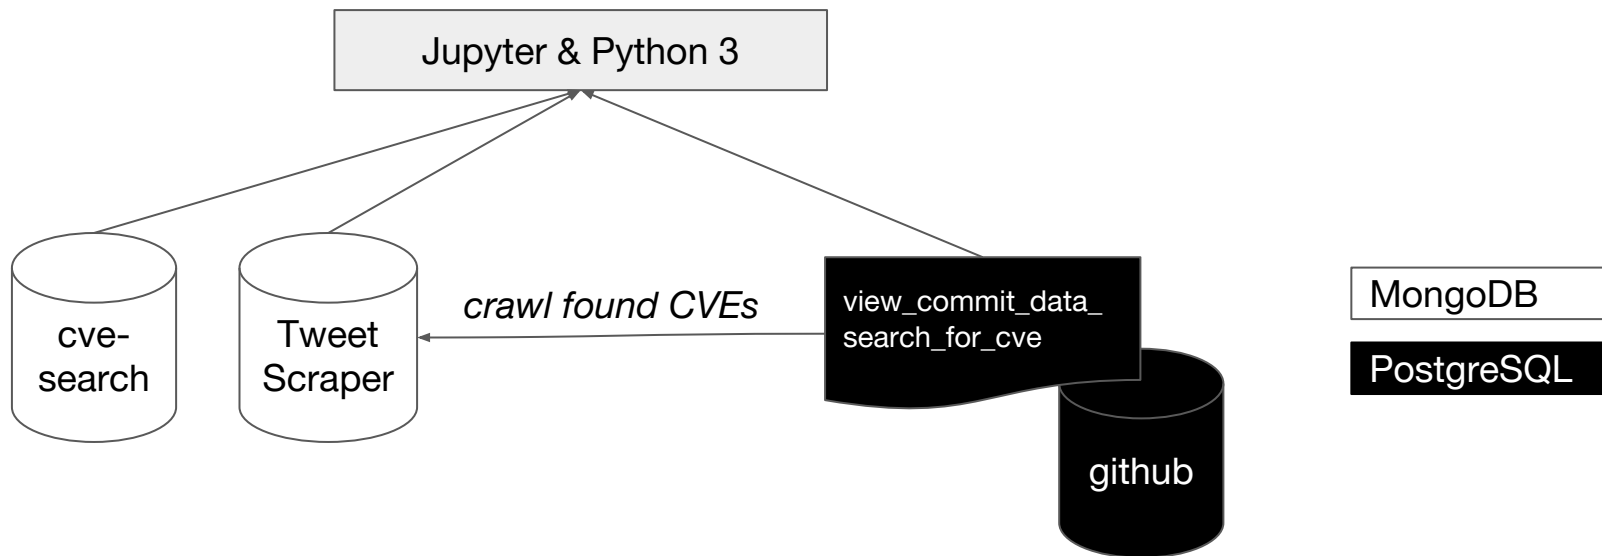 Jupyter & Python 3
cve-
search
Tweet
Scraper
crawl found CVEs
view_commit_data_
search_for_cve
github
MongoDB
PostgreSQL